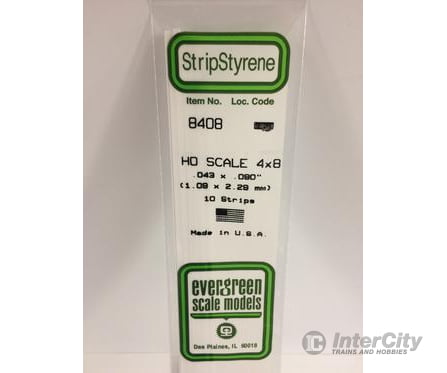 StripStyrene
Item No. Loc. Code
8408
HO SCALE 4x8
.043 x .090"
(1.09 x 2.29 mm)
10 Strips
Made in U.S.A.
evergreen
scale models
Des Plaines, IL 60018
InterCity
TRAINS AND HOBBIES